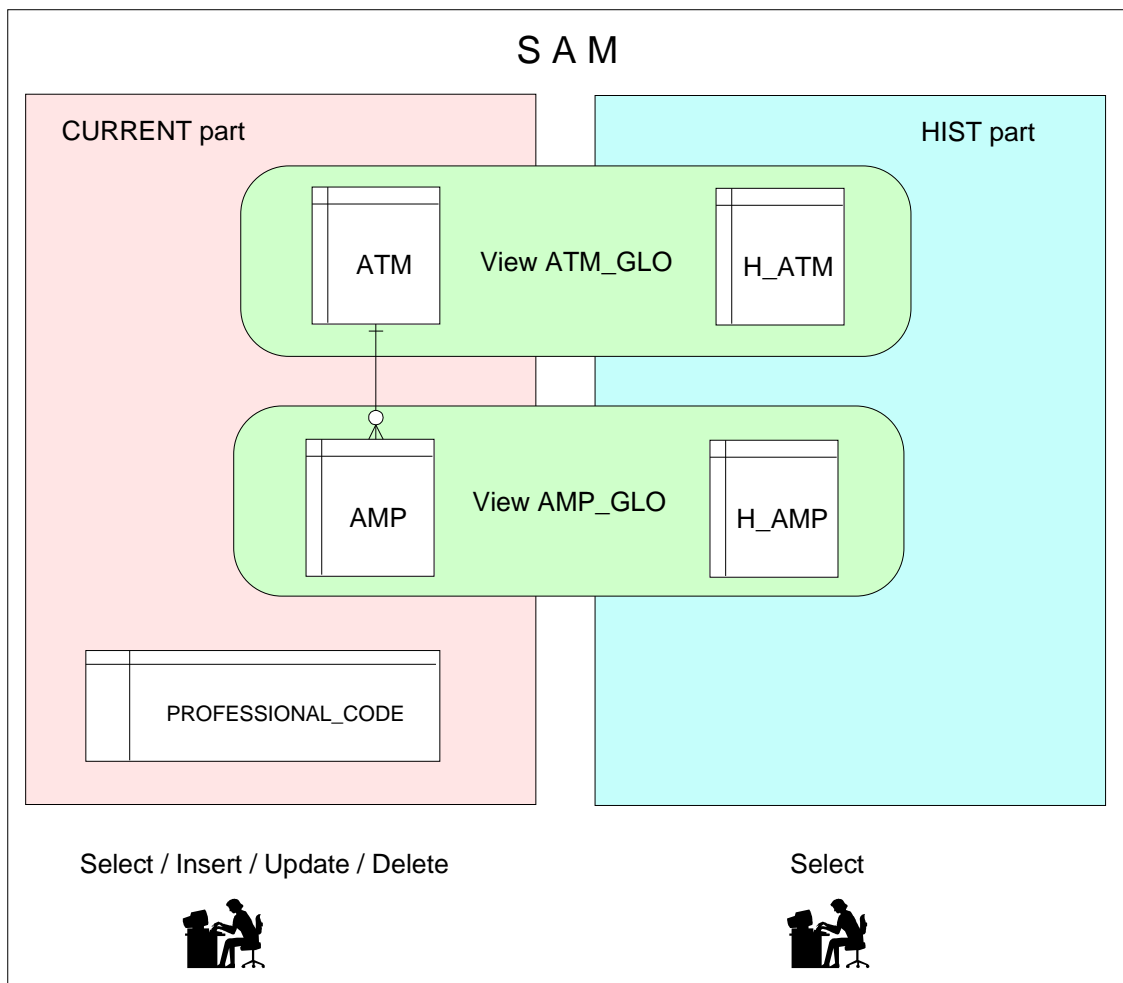 S A M
CURRENT part
HIST part
ATM
View ATM_GLO
H_ATM
AMP
View AMP_GLO
H_AMP
PROFESSIONAL_CODE
Select / Insert / Update / Delete
Select